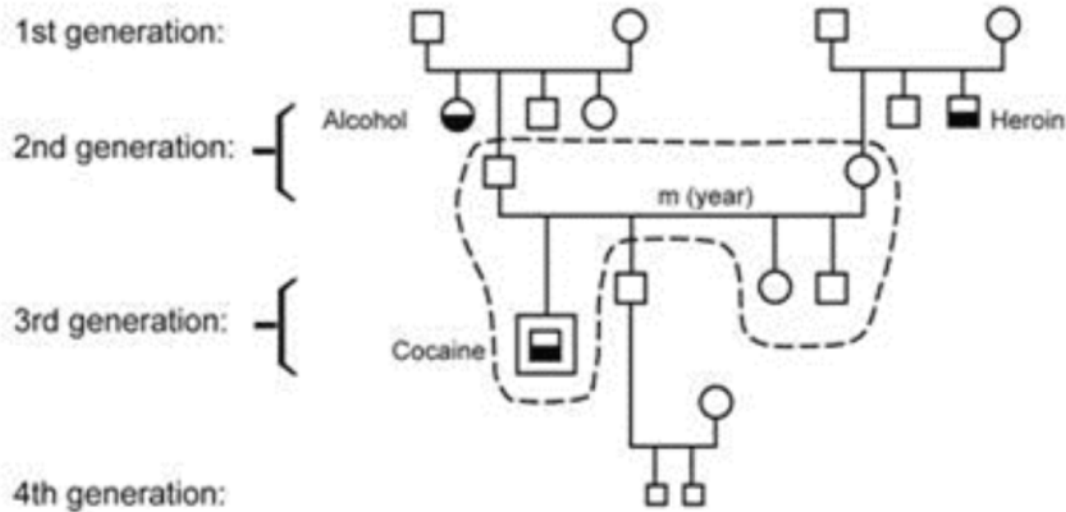 1st generation:
Alcohol
Heroin
2nd generation:
m (year)
3rd generation:
Cocaine
4th generation: